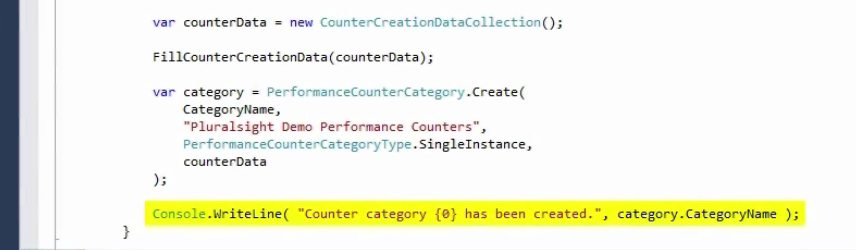 var counterData = new CounterCreationDataCollection();
FillCounterCreationData(counterData);
var category = PerformanceCounterCategory.Create(
CategoryName,
"Pluralsight Demo Performance Counters",
PerformanceCounterCategoryType.SingleInstance,
counterData
);
Console.WriteLine( "Counter category {0} has been created.", category.CategoryName );
}